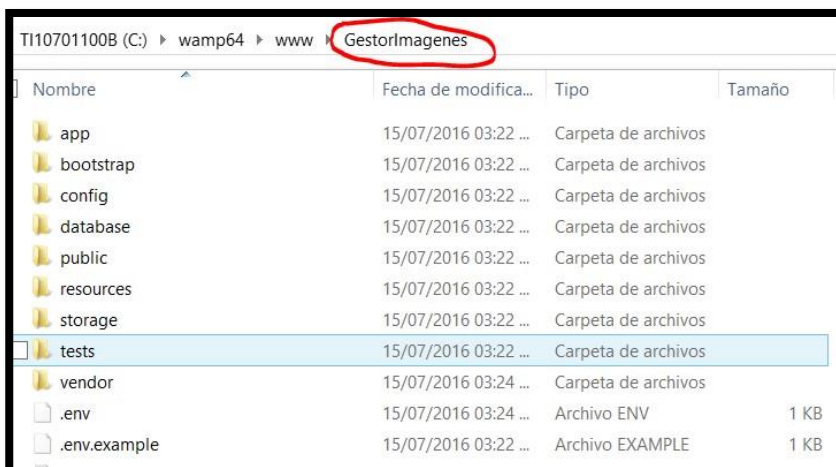 TI10701100B (C:) wamp64 www GestorImagenes
Nombre Fecha de modifica... Tipo Tamaño
app 15/07/2016 03:22 ... Carpeta de archivos
bootstrap 15/07/2016 03:22 ... Carpeta de archivos
config 15/07/2016 03:22 ... Carpeta de archivos
database 15/07/2016 03:22 ... Carpeta de archivos
public 15/07/2016 03:22 ... Carpeta de archivos
resources 15/07/2016 03:22 ... Carpeta de archivos
storage 15/07/2016 03:22 ... Carpeta de archivos
tests 15/07/2016 03:22 ... Carpeta de archivos
vendor 15/07/2016 03:24 ... Carpeta de archivos
.env 15/07/2016 03:24 ... Archivo ENV 1 KB
.env.example 15/07/2016 03:22 ... Archivo EXAMPLE 1 KB